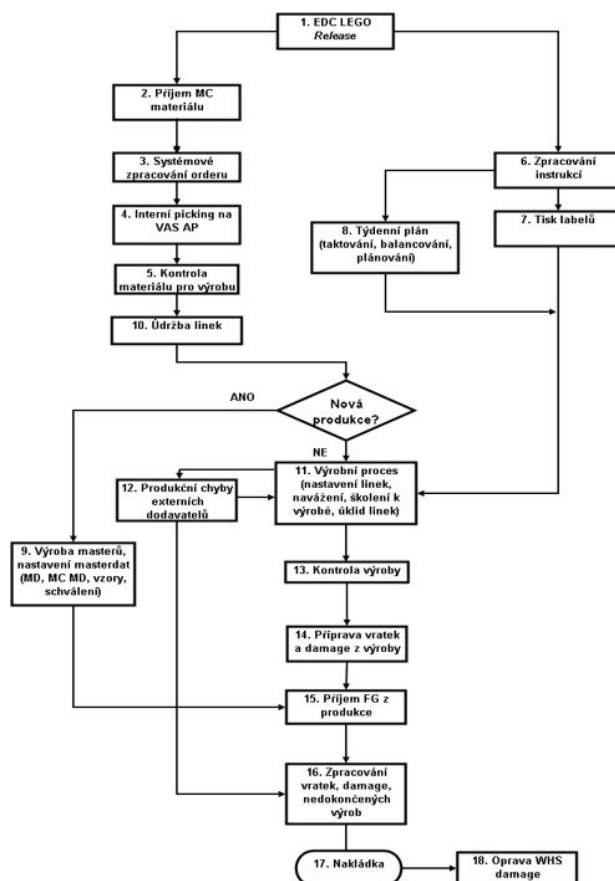 1. EDC LEGO
Release
2. Příjem MC
materiálu
3. Systémové
zpracování orderu
4. Interní picking na
VAS AP
5. Kontrola
materiálu pro výrobu
10. Údržba linek
6. Zpracování
instrukcí
7. Tisk labelů
8. Týdenní plán
(taktování, balancování,
plánování)
Nová
produkce?
ANO
NE
11. Výrobní proces
(nastavení linek,
navážení, školení k
výrobě, úklid linek)
12. Produkční chyby
externích
dodavatelů
9. Výroba masterů,
nastavení masterdat
(MD, MC MD, vzory,
schválení)
13. Kontrola výroby
14. Příprava vratek
a damage z výroby
15. Příjem FG z
produkce
16. Zpracování
vratek, damage,
nedokončených
výrob
17. Nakládka
18. Oprava WHS
damage